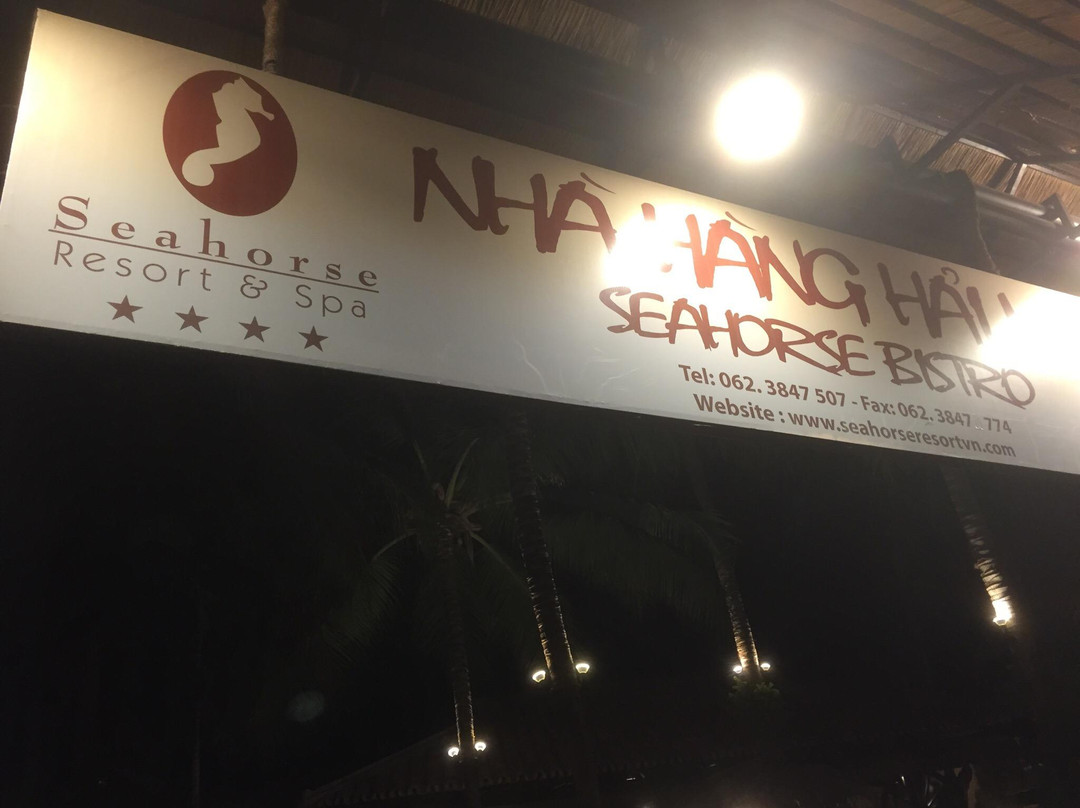 Seahorse
Resort & Spa
NHÀ HÀNG
SEAHORSE BISTRO
Tel: 062. 3847 507 - Fax: 062. 3847 774
Website : www.seahorseresortvn.com